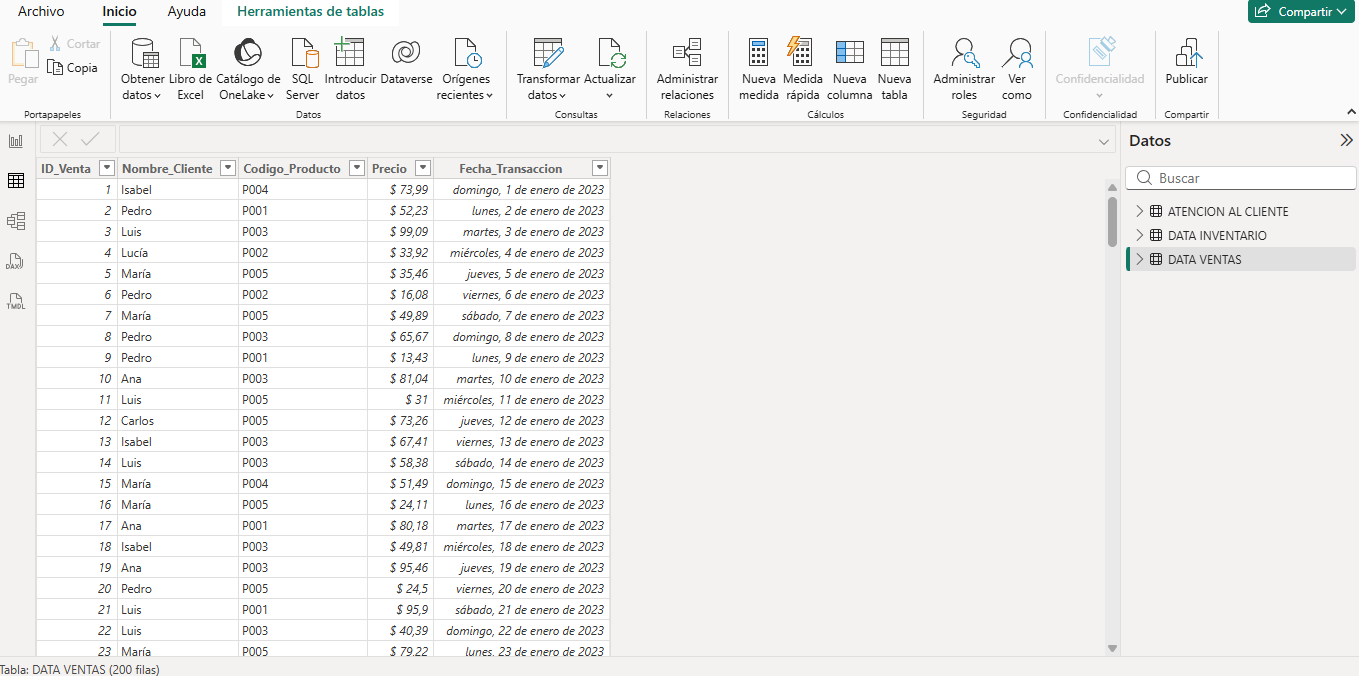 Archivo Inicio Ayuda Herramientas de tablas Compartir
Pegar Cortar Copia
Portapapeles
Obtener datos Libro de Excel Catálogo de OneLake SQL Server Introducir datos Dataverse Orígenes recientes
Datos
Transformar datos Actualizar
Consultas
Administrar relaciones
Relaciones
Nueva medida Medida rápida Nueva columna Nueva tabla
Cálculos
Administrar roles Ver como
Seguridad
Confidencialidad
Confidencialidad
Publicar
Compartir
DAX
TMDL
ID_Venta Nombre_Cliente Codigo_Producto Precio Fecha_Transaccion
1 Isabel P004 $ 73,99 domingo, 1 de enero de 2023
2 Pedro P001 $ 52,23 lunes, 2 de enero de 2023
3 Luis P003 $ 99,09 martes, 3 de enero de 2023
4 Lucía P002 $ 33,92 miércoles, 4 de enero de 2023
5 María P005 $ 35,46 jueves, 5 de enero de 2023
6 Pedro P002 $ 16,08 viernes, 6 de enero de 2023
7 María P005 $ 49,89 sábado, 7 de enero de 2023
8 Pedro P003 $ 65,67 domingo, 8 de enero de 2023
9 Pedro P001 $ 13,43 lunes, 9 de enero de 2023
10 Ana P003 $ 81,04 martes, 10 de enero de 2023
11 Luis P005 $ 31 miércoles, 11 de enero de 2023
12 Carlos P005 $ 73,26 jueves, 12 de enero de 2023
13 Isabel P003 $ 67,41 viernes, 13 de enero de 2023
14 Luis P003 $ 58,38 sábado, 14 de enero de 2023
15 María P004 $ 51,49 domingo, 15 de enero de 2023
16 María P005 $ 24,11 lunes, 16 de enero de 2023
17 Ana P001 $ 80,18 martes, 17 de enero de 2023
18 Isabel P003 $ 49,81 miércoles, 18 de enero de 2023
19 Ana P003 $ 95,46 jueves, 19 de enero de 2023
20 Pedro P005 $ 24,5 viernes, 20 de enero de 2023
21 Luis P001 $ 95,9 sábado, 21 de enero de 2023
22 Luis P003 $ 40,39 domingo, 22 de enero de 2023
23 María P005 $ 79,22 lunes, 23 de enero de 2023
Datos
Buscar
ATENCION AL CLIENTE
DATA INVENTARIO
DATA VENTAS
Tabla: DATA VENTAS (200 filas)